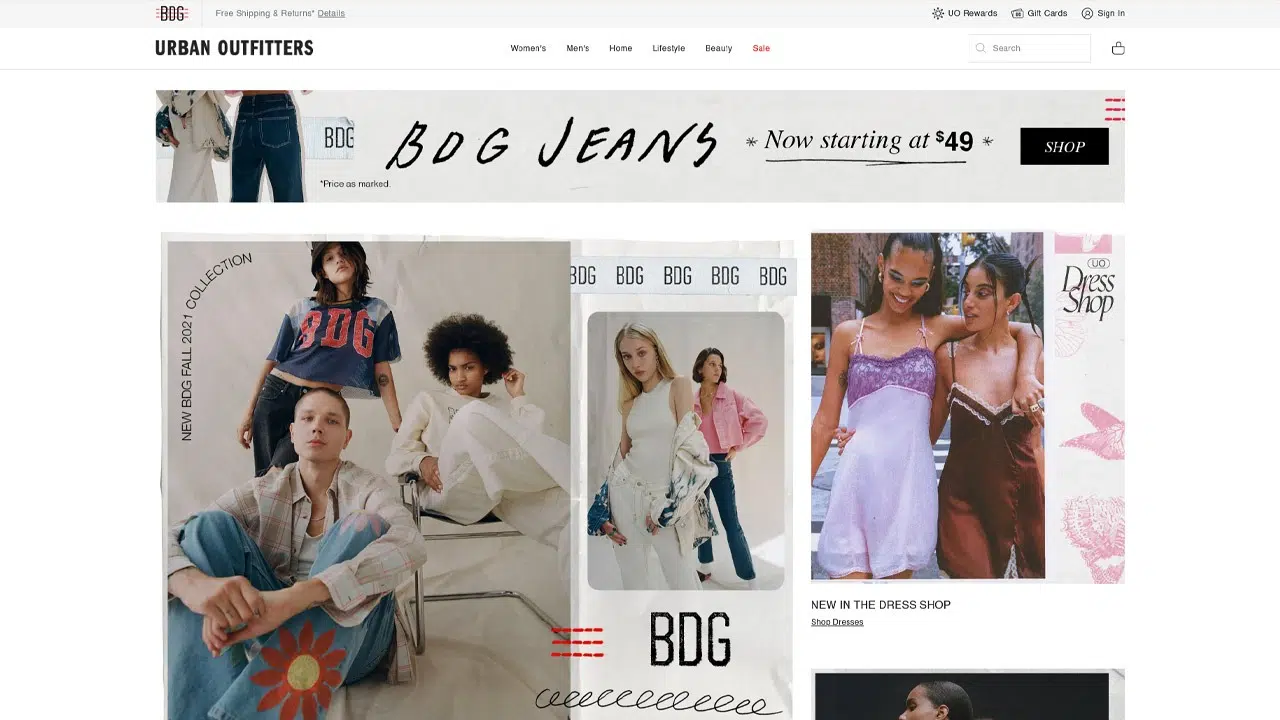 BDG
Free Shipping & Returns* Details
UO Rewards
Gift Cards
Sign In
URBAN OUTFITTERS
Women's
Men's
Home
Lifestyle
Beauty
Sale
Search
BDG
BDG JEANS
Now starting at $49
SHOP
*Price as marked.
NEW BDG FALL 2021 COLLECTION
BDG
BDG BDG BDG BDG BDG
BDG
UO
Dress
Shop
NEW IN THE DRESS SHOP
Shop Dresses